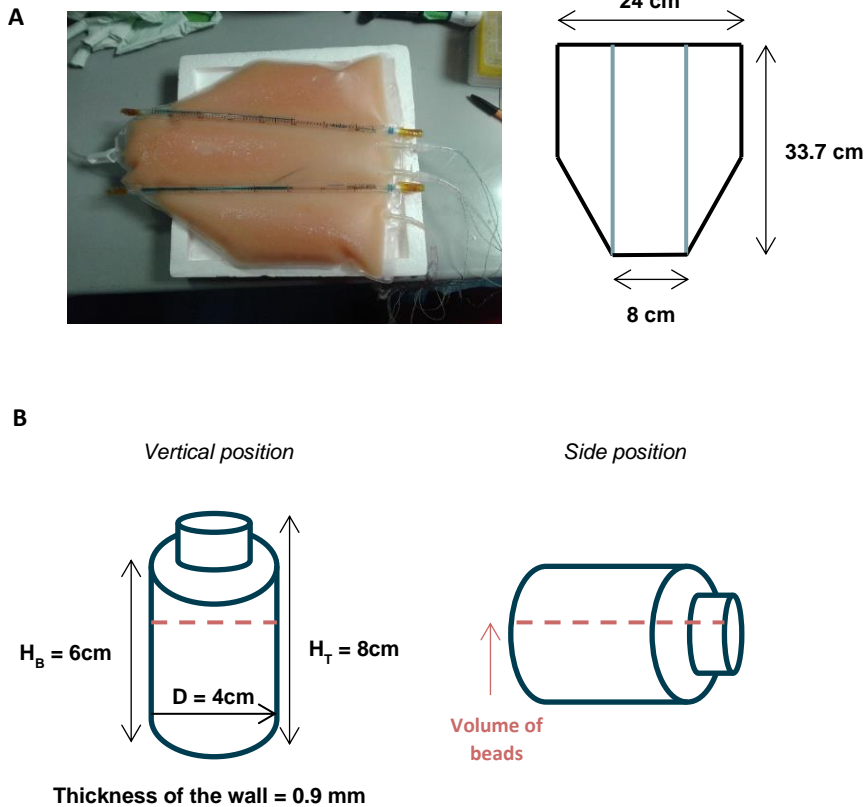 A
24 cm
33.7 cm
8 cm
B
Vertical position
Side position
H_B = 6cm
H_T = 8cm
D = 4cm
Volume of
beads
Thickness of the wall = 0.9 mm